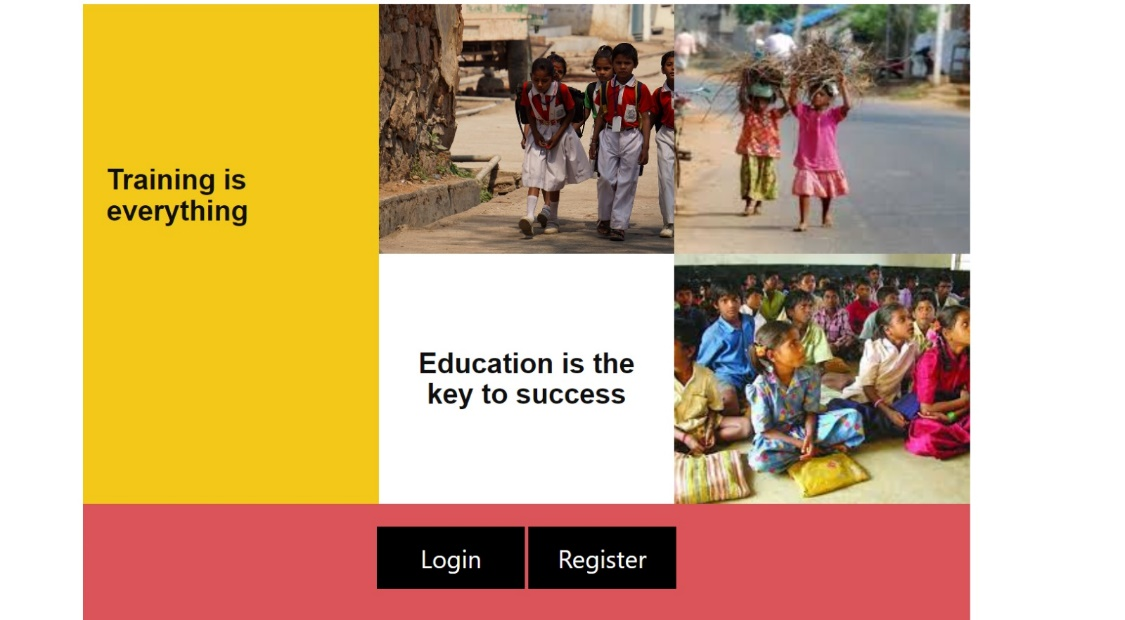 Training is
everything
Education is the
key to success
Login
Register